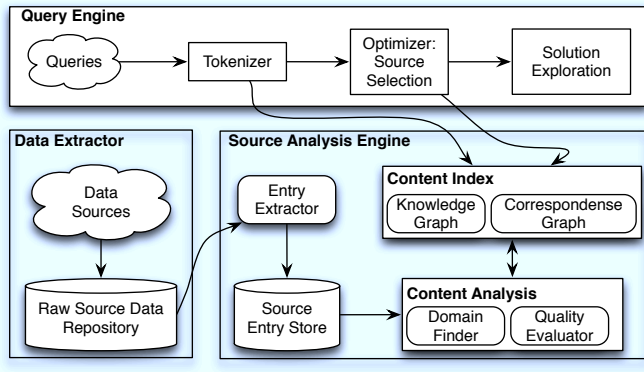 Query Engine
Queries
Tokenizer
Optimizer:
Source
Selection
Solution
Exploration
Data Extractor
Data
Sources
Raw Source Data
Repository
Source Analysis Engine
Entry
Extractor
Source
Entry Store
Content Index
Knowledge
Graph
Correspondense
Graph
Content Analysis
Domain
Finder
Quality
Evaluator